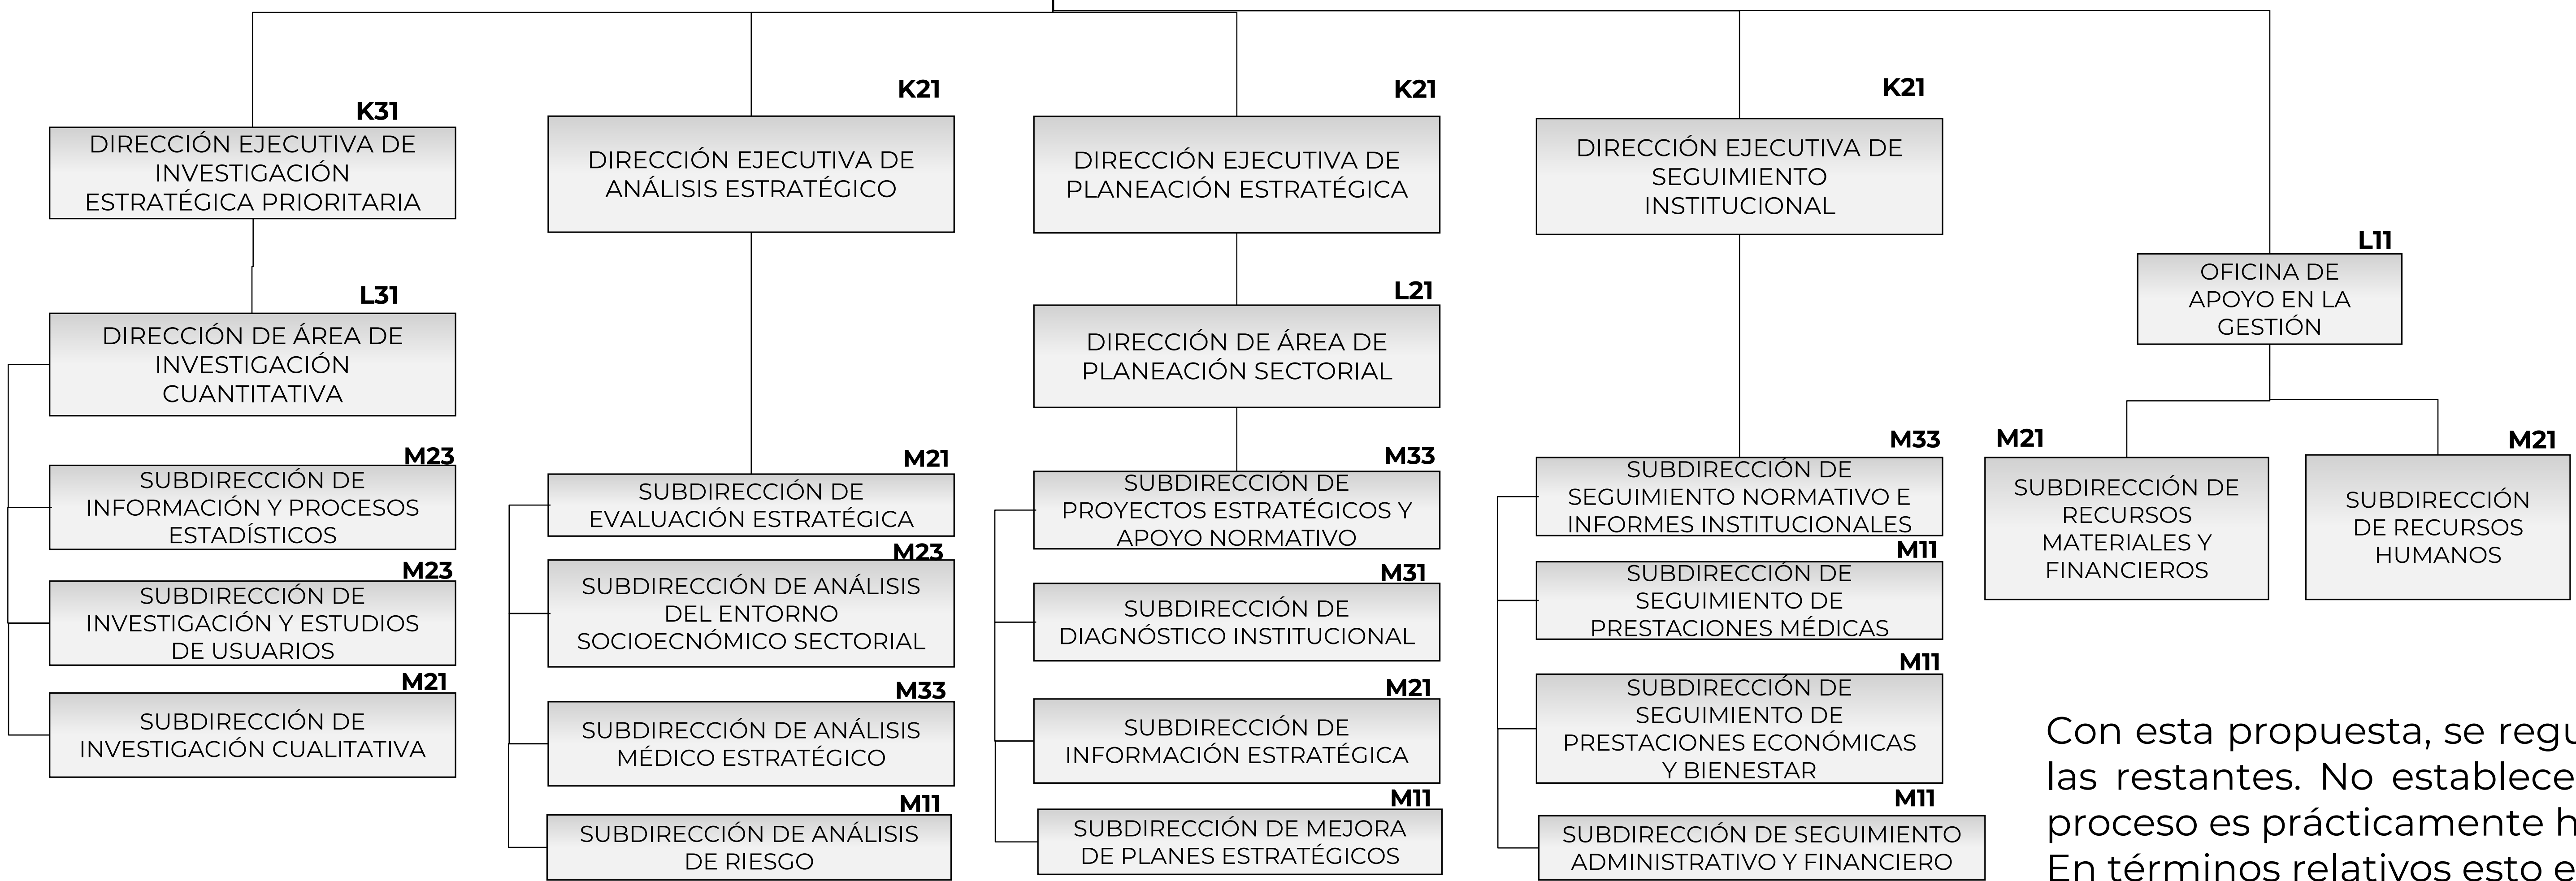 K31
DIRECCIÓN EJECUTIVA DE
INVESTIGACIÓN
ESTRATÉGICA PRIORITARIA
L31
DIRECCIÓN DE ÁREA DE
INVESTIGACIÓN
CUANTITATIVA
M23
SUBDIRECCIÓN DE
INFORMACIÓN Y PROCESOS
ESTADÍSTICOS
M23
SUBDIRECCIÓN DE
INVESTIGACIÓN Y ESTUDIOS
DE USUARIOS
M21
SUBDIRECCIÓN DE
INVESTIGACIÓN CUALITATIVA
K21
DIRECCIÓN EJECUTIVA DE
ANÁLISIS ESTRATÉGICO
M21
SUBDIRECCIÓN DE
EVALUACIÓN ESTRATÉGICA
M23
SUBDIRECCIÓN DE ANÁLISIS
DEL ENTORNO
SOCIOECNÓMICO SECTORIAL
M33
SUBDIRECCIÓN DE ANÁLISIS
MÉDICO ESTRATÉGICO
M11
SUBDIRECCIÓN DE ANÁLISIS
DE RIESGO
K21
DIRECCIÓN EJECUTIVA DE
PLANEACIÓN ESTRATÉGICA
L21
DIRECCIÓN DE ÁREA DE
PLANEACIÓN SECTORIAL
M33
SUBDIRECCIÓN DE
PROYECTOS ESTRATÉGICOS Y
APOYO NORMATIVO
M31
SUBDIRECCIÓN DE
DIAGNÓSTICO INSTITUCIONAL
M21
SUBDIRECCIÓN DE
INFORMACIÓN ESTRATÉGICA
M11
SUBDIRECCIÓN DE MEJORA
DE PLANES ESTRATÉGICOS
K21
DIRECCIÓN EJECUTIVA DE
SEGUIMIENTO
INSTITUCIONAL
M33
SUBDIRECCIÓN DE
SEGUIMIENTO NORMATIVO E
INFORMES INSTITUCIONALES
M11
SUBDIRECCIÓN DE
SEGUIMIENTO DE
PRESTACIONES MÉDICAS
M11
SUBDIRECCIÓN DE
SEGUIMIENTO DE
PRESTACIONES ECONÓMICAS
Y BIENESTAR
M11
SUBDIRECCIÓN DE SEGUIMIENTO
ADMINISTRATIVO Y FINANCIERO
L11
OFICINA DE
APOYO EN LA
GESTIÓN
M21
SUBDIRECCIÓN DE
RECURSOS
MATERIALES Y
FINANCIEROS
M21
SUBDIRECCIÓN
DE RECURSOS
HUMANOS
Con esta propuesta, se regu
las restantes. No establece
proceso es prácticamente h
En términos relativos esto e